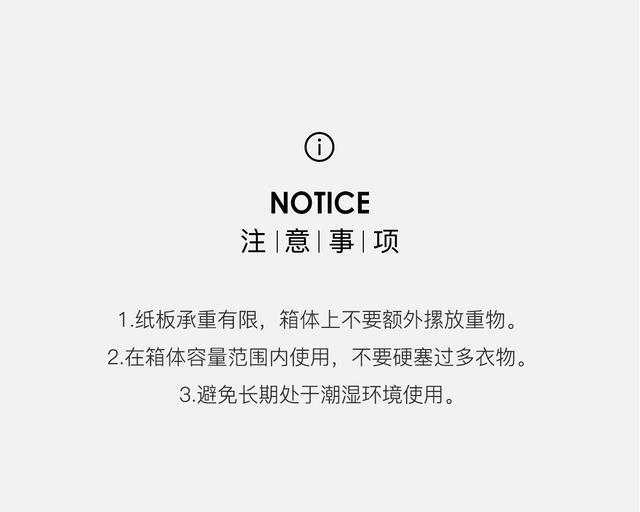 NOTICE
注|意|事|项
1.纸板承重有限，箱体上不要额外摞放重物。
2.在箱体容量范围内使用，不要硬塞过多衣物。
3.避免长期处于潮湿环境使用。